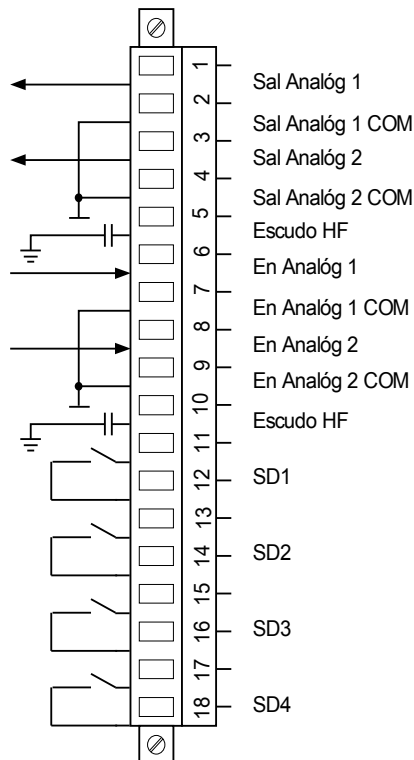 1
Sal Analóg 1
2
Sal Analóg 1 COM
3
Sal Analóg 2
4
Sal Analóg 2 COM
5
Escudo HF
6
En Analóg 1
7
En Analóg 1 COM
8
En Analóg 2
9
En Analóg 2 COM
10
Escudo HF
11
12
SD1
13
14
SD2
15
16
SD3
17
18
SD4